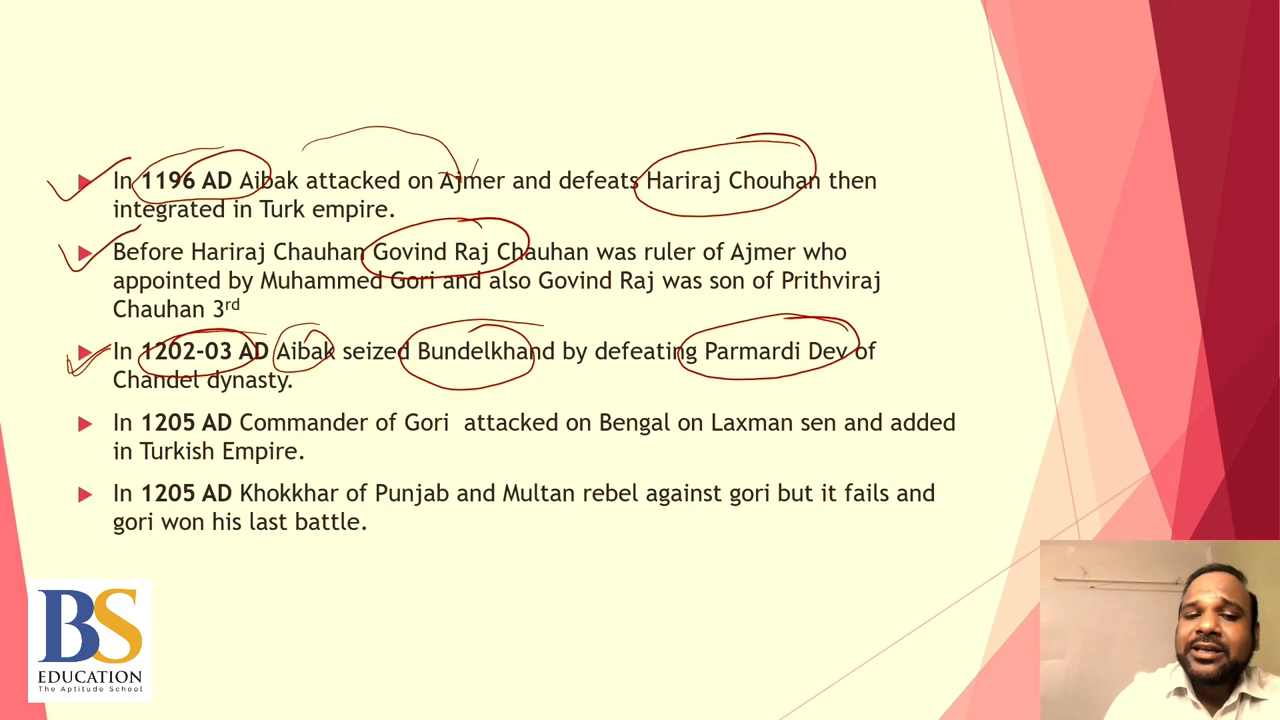 In 1196 AD Aibak attacked on Ajmer and defeats Hariraj Chouhan then
integrated in Turk empire.
Before Hariraj Chauhan Govind Raj Chauhan was ruler of Ajmer who
appointed by Muhammed Gori and also Govind Raj was son of Prithviraj
Chauhan 3rd
In 1202-03 AD Aibak seized Bundelkhand by defeating Parmardi Dev of
Chandel dynasty.
In 1205 AD Commander of Gori attacked on Bengal on Laxman sen and added
in Turkish Empire.
In 1205 AD Khokkhar of Punjab and Multan rebel against gori but it fails and
gori won his last battle.
BS
EDUCATION
The Aptitude School